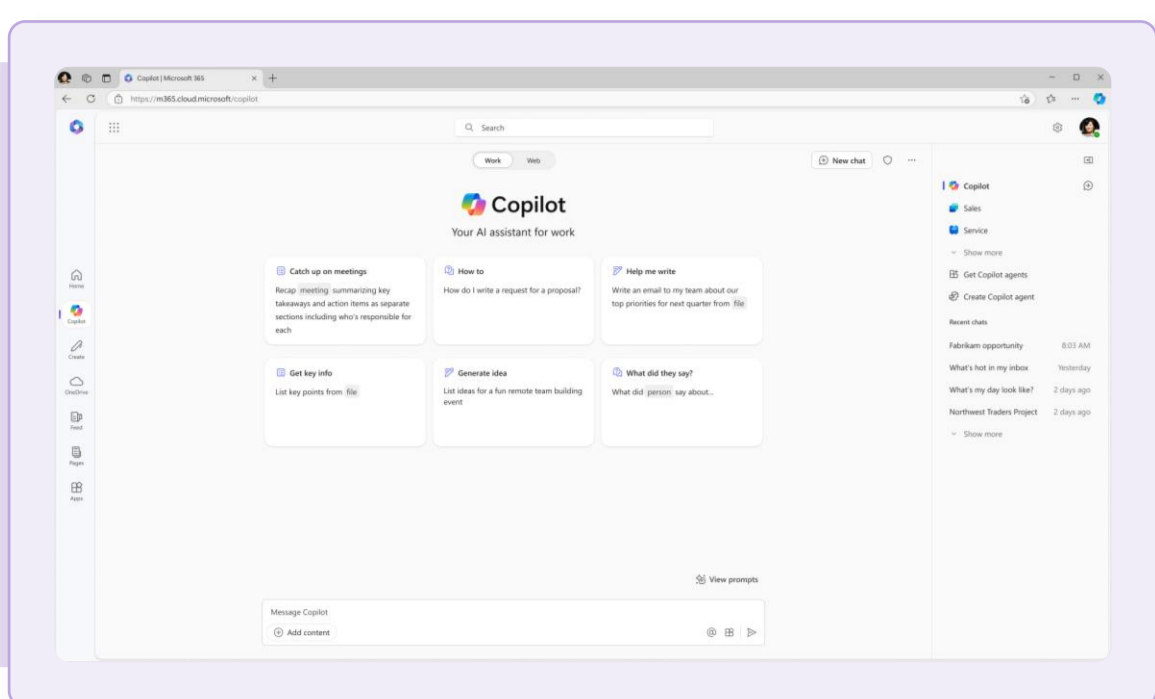 Copilot | Microsoft 365
https://m365.cloud.microsoft/copilot
Search
Work
Web
New chat
Copilot
Your AI assistant for work
Catch up on meetings
Recap meeting summarizing key
takeaways and action items as separate
sections including who's responsible for
each
How to
How do I write a request for a proposal?
Help me write
Write an email to my team about our
top priorities for next quarter from file
Get key info
List key points from file
Generate idea
List ideas for a fun remote team building
event
What did they say?
What did person say about...
View prompts
Message Copilot
Add content
Home
Copilot
Create
OneDrive
Feed
Pages
Apps
Copilot
Sales
Service
Show more
Get Copilot agents
Create Copilot agent
Recent chats
Fabrikam opportunity 8:03 AM
What's hot in my inbox Yesterday
What's my day look like? 2 days ago
Northwest Traders Project 2 days ago
Show more